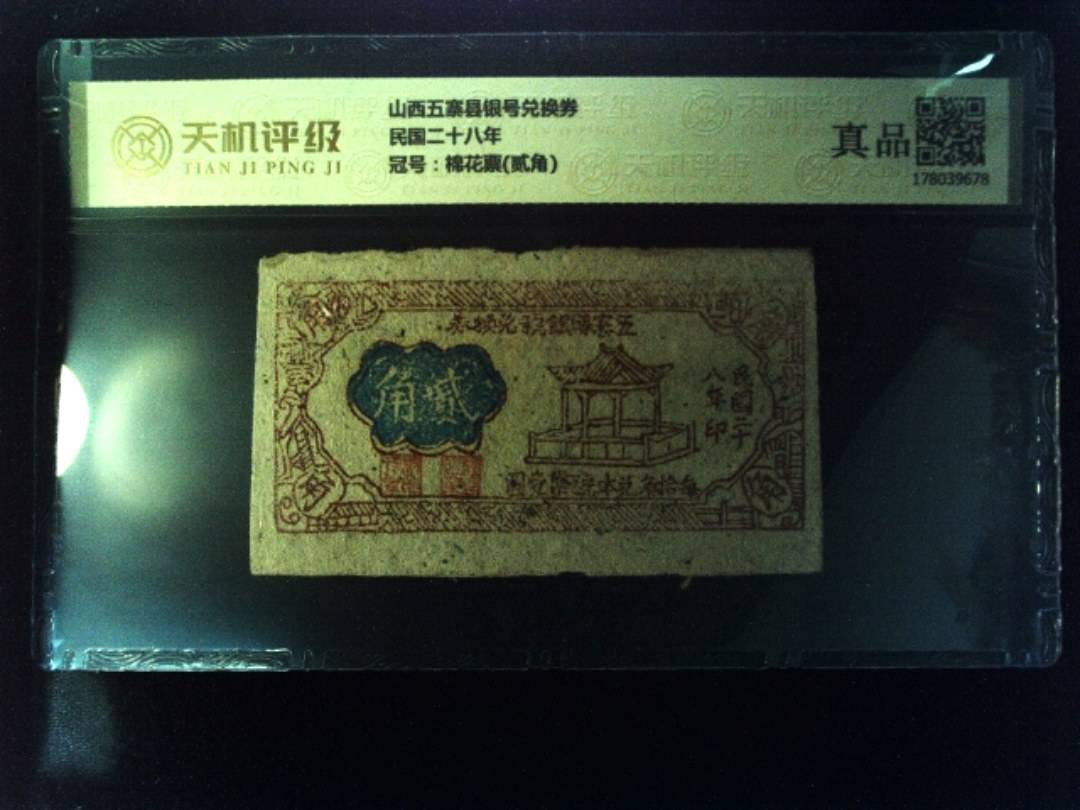 天机评级
TIAN JI PING JI
山西五寨县银号兑换券
民国二十八年
冠号：棉花票(贰角)
真品
178039678
五寨縣銀號兌換券
貳角
民國二十
八年印